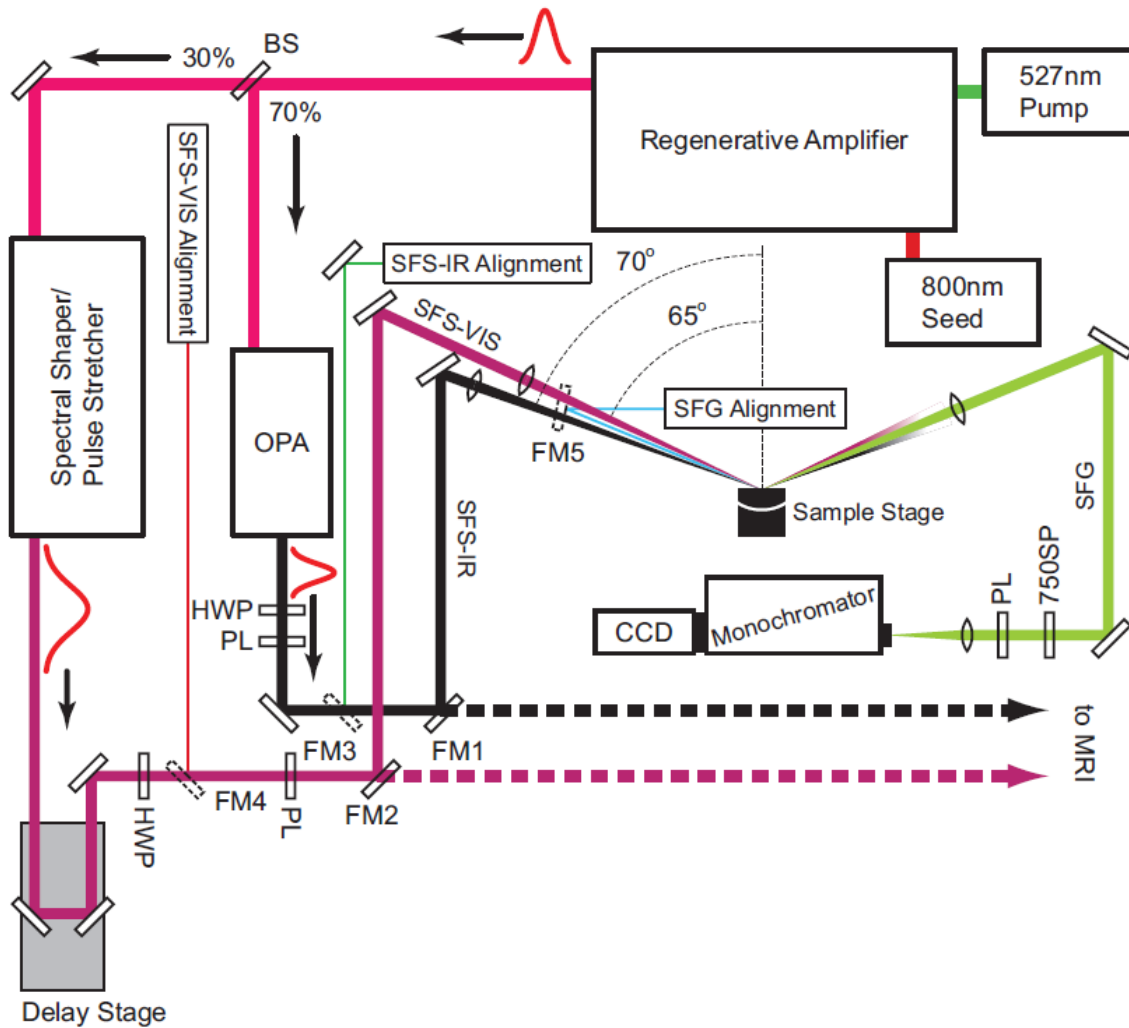 30%
BS
70%
Regenerative Amplifier
527nm
Pump
800nm
Seed
SFS-VIS Alignment
SFS-IR Alignment
70°
65°
SFS-VIS
Spectral Shaper/
Pulse Stretcher
OPA
FM5
SFG Alignment
Sample Stage
SFS-IR
SFG
HWP
PL
CCD
Monochromator
PL
750SP
FM3
FM1
to MRI
FM4
PL
FM2
HWP
Delay Stage